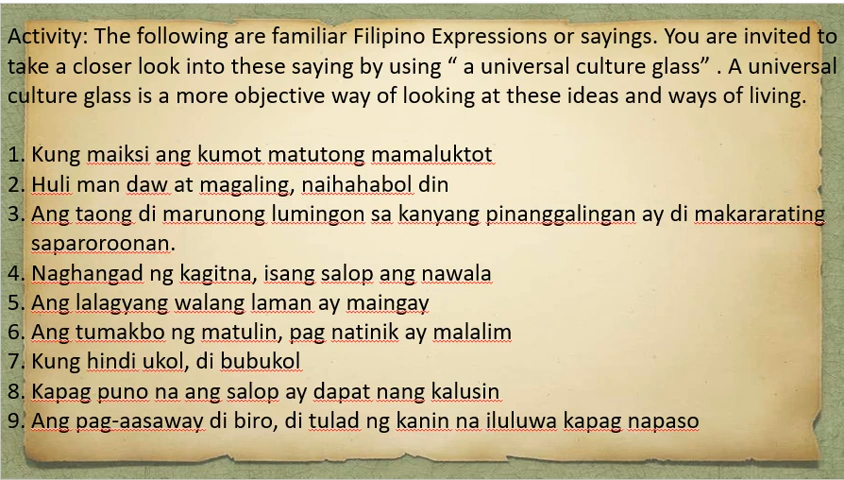 Activity: The following are familiar Filipino Expressions or sayings. You are invited to
take a closer look into these saying by using “ a universal culture glass” . A universal
culture glass is a more objective way of looking at these ideas and ways of living.
1. Kung maiksi ang kumot matutong mamaluktot
2. Huli man daw at magaling, naihahabol din
3. Ang taong di marunong lumingon sa kanyang pinanggalingan ay di makararating
saparoroonan.
4. Naghangad ng kagitna, isang salop ang nawala
5. Ang lalagyang walang laman ay maingay
6. Ang tumakbo ng matulin, pag natinik ay malalim
7. Kung hindi ukol, di bubukol
8. Kapag puno na ang salop ay dapat nang kalusin
9. Ang pag-aasaway di biro, di tulad ng kanin na iluluwa kapag napaso